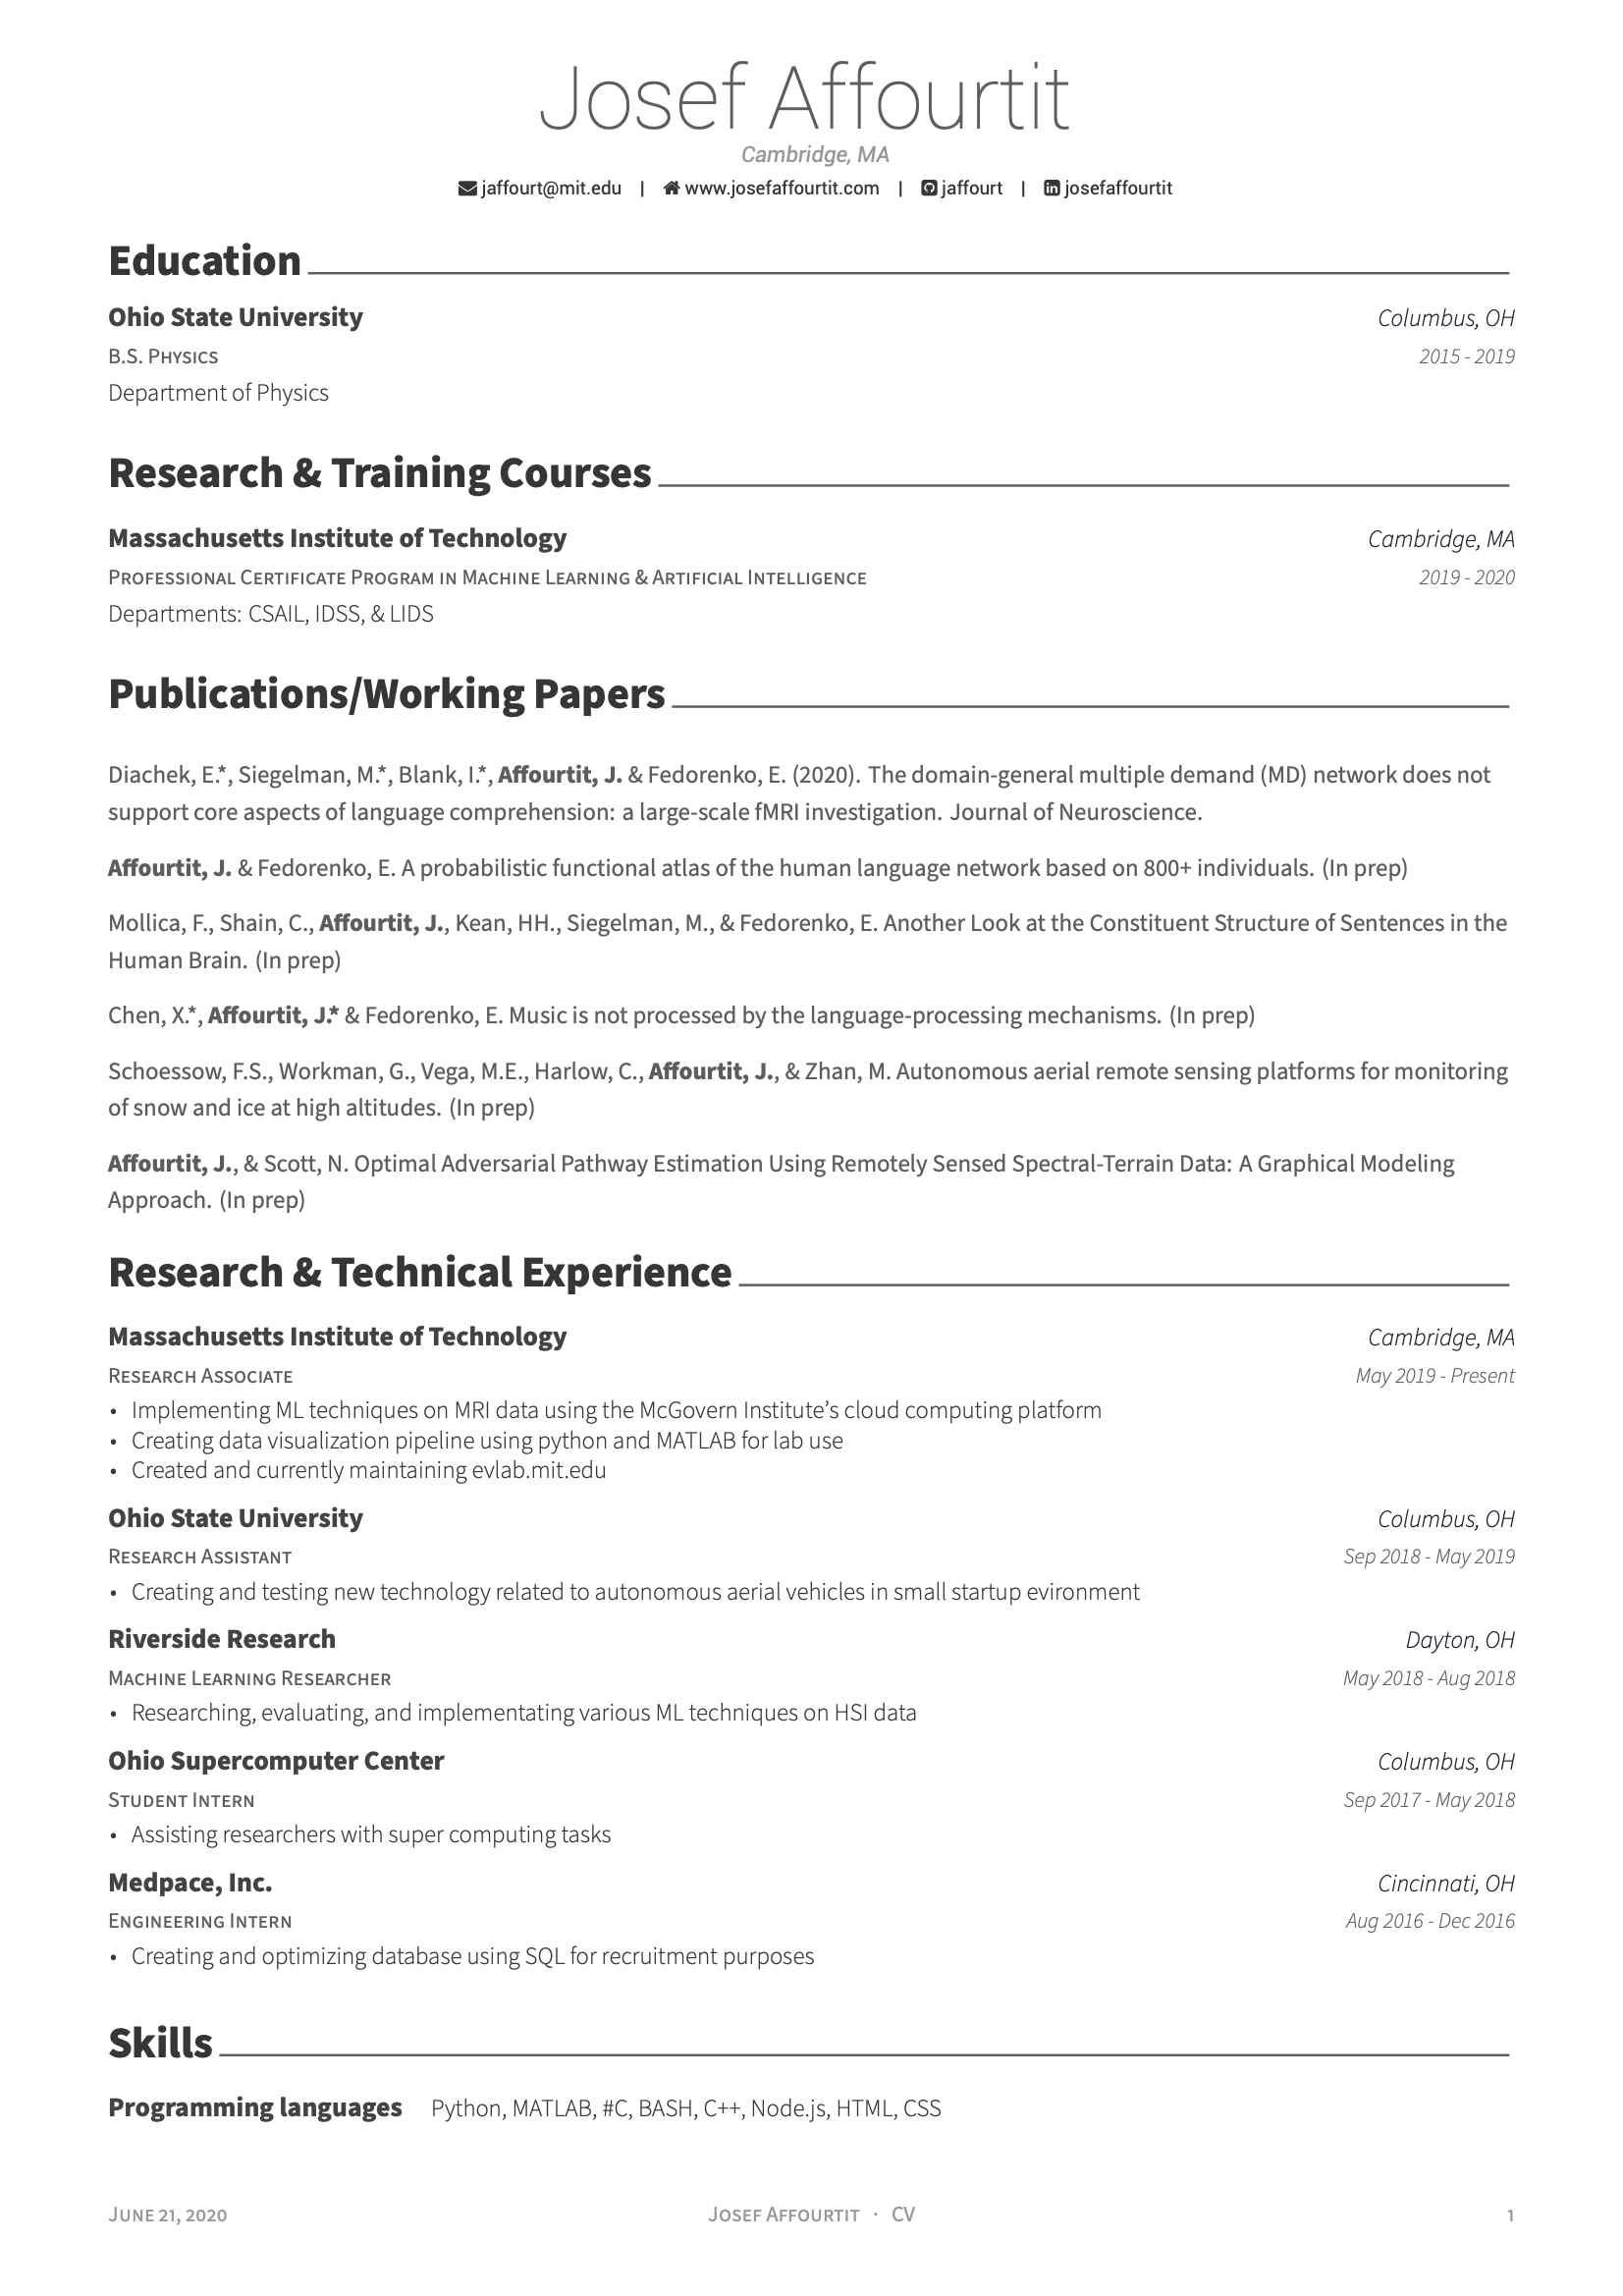 Josef Affourtit
Cambridge, MA
jaffourt@mit.edu | www.josefaffourtit.com | jaffourt | josefaffourtit
Education
Ohio State University Columbus, OH
B.S. Physics 2015 - 2019
Department of Physics
Research & Training Courses
Massachusetts Institute of Technology Cambridge, MA
Professional Certificate Program in Machine Learning & Artificial Intelligence 2019 - 2020
Departments: CSAIL, IDSS, & LIDS
Publications/Working Papers
Diachek, E.*, Siegelman, M.*, Blank, I.*, Affourtit, J. & Fedorenko, E. (2020). The domain-general multiple demand (MD) network does not
support core aspects of language comprehension: a large-scale fMRI investigation. Journal of Neuroscience.
Affourtit, J. & Fedorenko, E. A probabilistic functional atlas of the human language network based on 800+ individuals. (In prep)
Mollica, F., Shain, C., Affourtit, J., Kean, HH., Siegelman, M., & Fedorenko, E. Another Look at the Constituent Structure of Sentences in the
Human Brain. (In prep)
Chen, X.*, Affourtit, J.* & Fedorenko, E. Music is not processed by the language-processing mechanisms. (In prep)
Schoessow, F.S., Workman, G., Vega, M.E., Harlow, C., Affourtit, J., & Zhan, M. Autonomous aerial remote sensing platforms for monitoring
of snow and ice at high altitudes. (In prep)
Affourtit, J., & Scott, N. Optimal Adversarial Pathway Estimation Using Remotely Sensed Spectral-Terrain Data: A Graphical Modeling
Approach. (In prep)
Research & Technical Experience
Massachusetts Institute of Technology Cambridge, MA
Research Associate May 2019 - Present
• Implementing ML techniques on MRI data using the McGovern Institute's cloud computing platform
• Creating data visualization pipeline using python and MATLAB for lab use
• Created and currently maintaining evlab.mit.edu
Ohio State University Columbus, OH
Research Assistant Sep 2018 - May 2019
• Creating and testing new technology related to autonomous aerial vehicles in small startup evironment
Riverside Research Dayton, OH
Machine Learning Researcher May 2018 - Aug 2018
• Researching, evaluating, and implementating various ML techniques on HSI data
Ohio Supercomputer Center Columbus, OH
Student Intern Sep 2017 - May 2018
• Assisting researchers with super computing tasks
Medpace, Inc. Cincinnati, OH
Engineering Intern Aug 2016 - Dec 2016
• Creating and optimizing database using SQL for recruitment purposes
Skills
Programming languages Python, MATLAB, #C, BASH, C++, Node.js, HTML, CSS
June 21, 2020 Josef Affourtit · CV 1